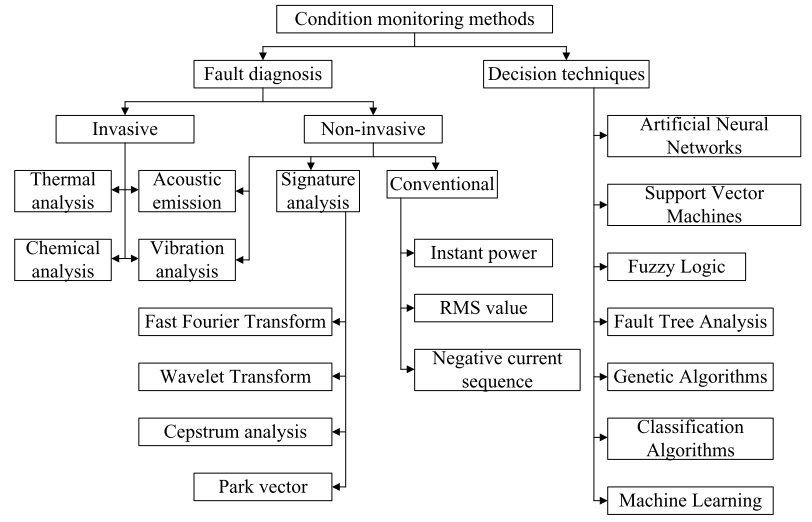 Condition monitoring methods
Fault diagnosis
Decision techniques
Invasive
Non-invasive
Thermal
analysis
Acoustic
emission
Signature
analysis
Conventional
Chemical
analysis
Vibration
analysis
Fast Fourier Transform
Wavelet Transform
Cepstrum analysis
Park vector
Instant power
RMS value
Negative current
sequence
Artificial Neural
Networks
Support Vector
Machines
Fuzzy Logic
Fault Tree Analysis
Genetic Algorithms
Classification
Algorithms
Machine Learning